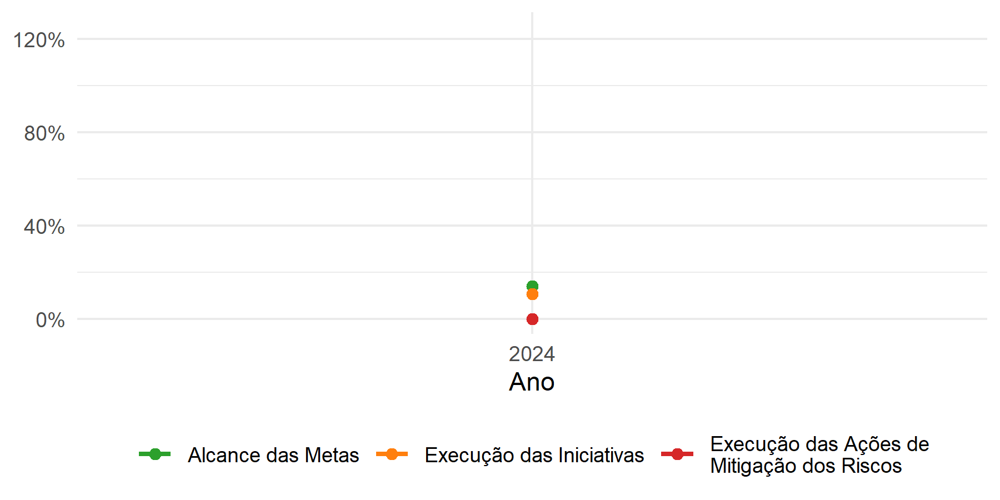 120%
80%
40%
0%
2024
Ano
Alcance das Metas
Execução das Iniciativas
Execução das Ações de
Mitigação dos Riscos